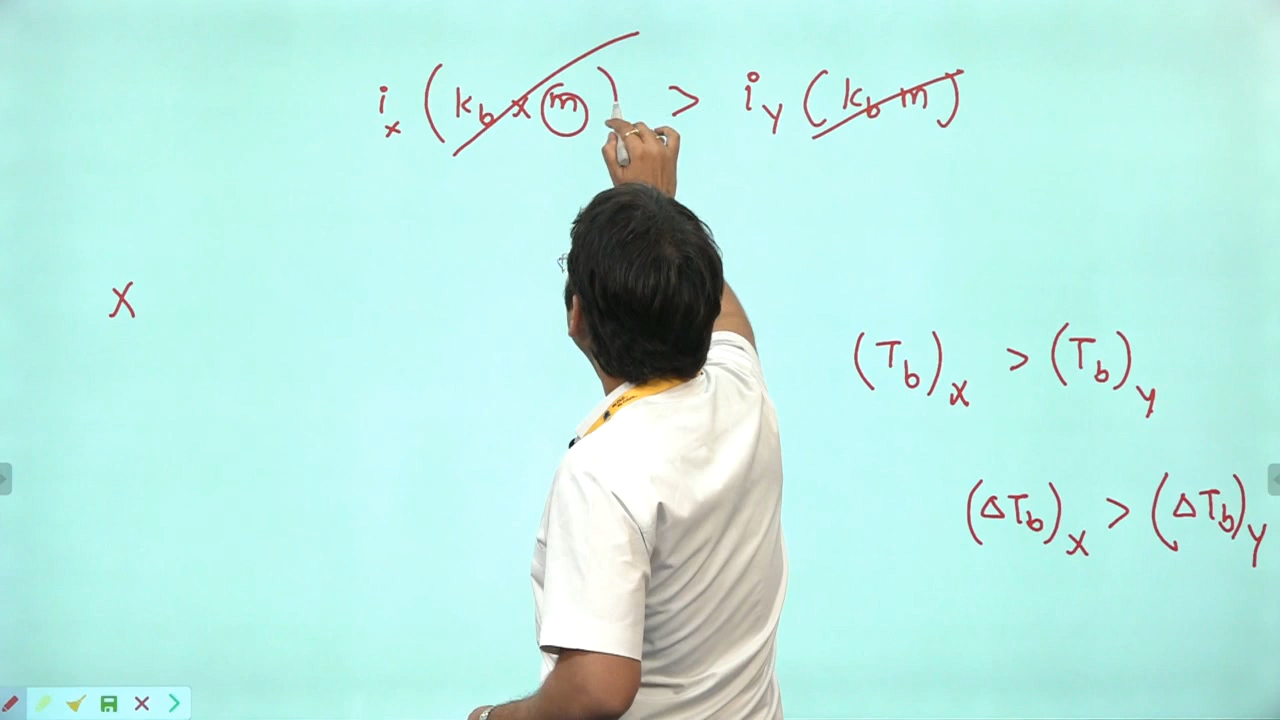 i_x (k_b x m) > i_Y (k_b m)
X
(T_b)_X > (T_b)_Y
(ΔT_b)_X > (ΔT_b)_Y